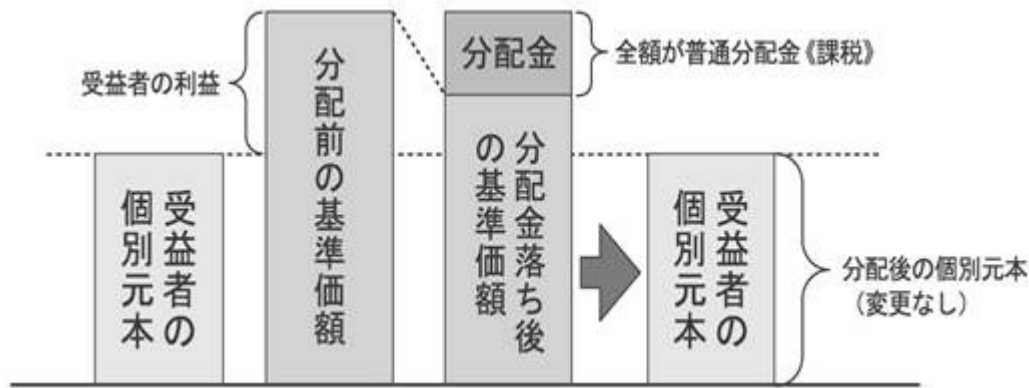 受益者の利益
受益者の
個別元本
分配前の基準価額
分配金
全額が普通分配金《課税》
分配金落ち後
の基準価額
受益者の
個別元本
分配後の個別元本
（変更なし）